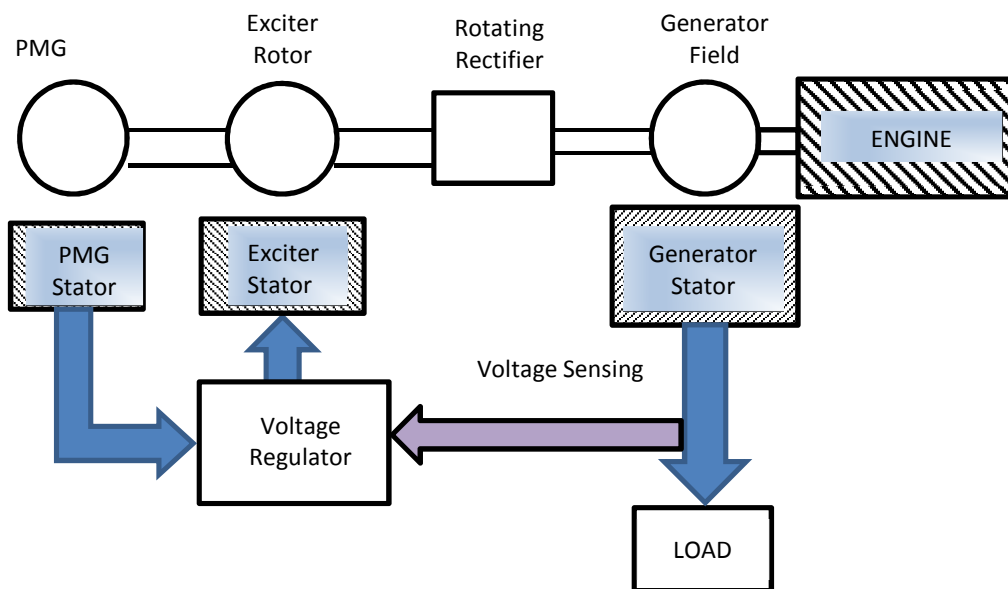 PMG
Exciter
Rotor
Rotating
Rectifier
Generator
Field
ENGINE
PMG
Stator
Exciter
Stator
Generator
Stator
Voltage Sensing
Voltage
Regulator
LOAD